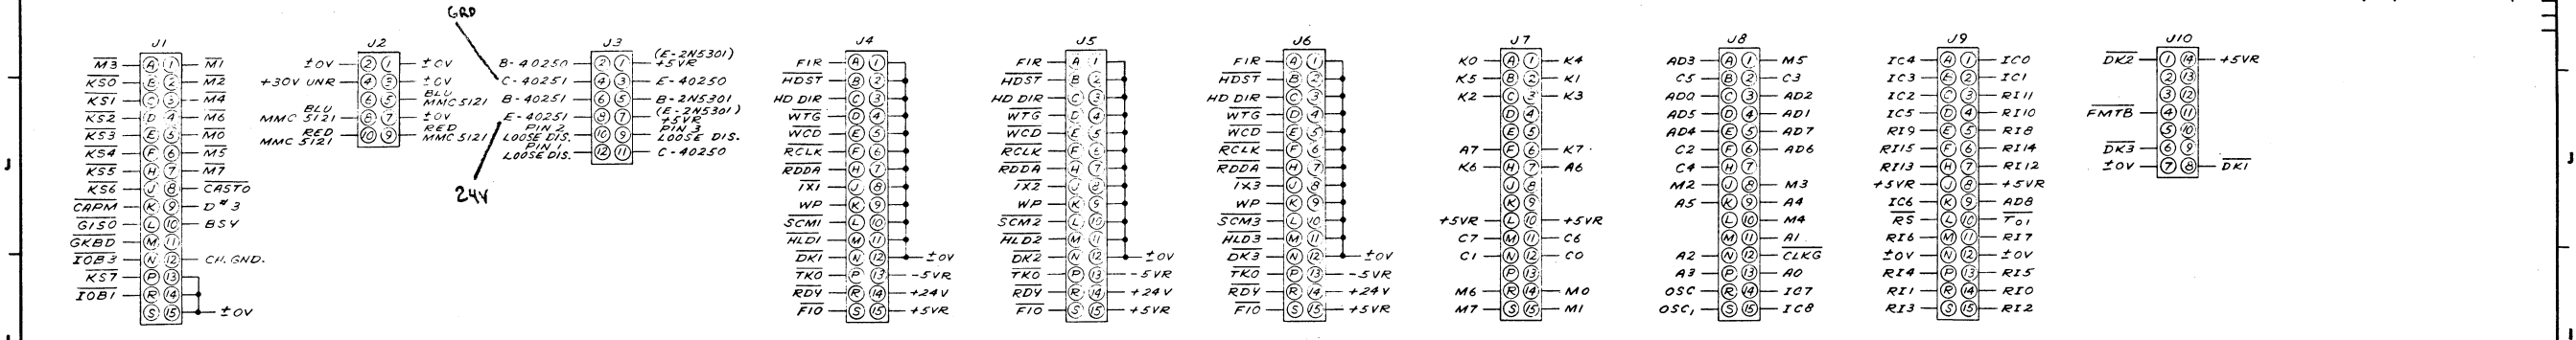 GRD
J1
M3 A 1 M1
KS0 B 2 M2
KS1 C 3 M4
KS2 D 4 M6
KS3 E 5 M0
KS4 F 6 M5
KS5 H 7 M7
KS6 J 8 CASTO
CAPM K 9 D#3
GISO L 10 BSY
GKBD M 11
IOB3 N 12 CH. GND.
KS7 P 13
IOB1 R 14
S 15 ±0V
J2
±0V 2 1 ±0V
+30V UNR 4 3 ±0V
6 5 BLU MMC5121
BLU MMC 5121 8 7 ±0V
RED MMC 5121 10 9 RED MMC5121
J3
B-40250 2 1 (E-2N5301) +5VR
C-40251 4 3 E-40250
B-40251 6 5 B-2N5301
E-40251 8 7 (E-2N5301) +5VR
PIN 2 LOOSE DIS. 10 9 PIN 3 LOOSE DIS.
PIN 1 LOOSE DIS. 12 11 C-40250
24V
J4
FIR A 1
HDST B 2
HD DIR C 3
WTG D 4
WCD E 5
RCLK F 6
RDDA H 7
IX1 J 8
WP K 9
SCM1 L 10
HLD1 M 11
DK1 N 12 ±0V
TKO P 13 -5VR
RDY R 14 +24V
FIO S 15 +5VR
J5
FIR A 1
HDST B 2
HD DIR C 3
WTG D 4
WCD E 5
RCLK F 6
RDDA H 7
IX2 J 8
WP K 9
SCM2 L 10
HLD2 M 11
DK2 N 12 ±0V
TKO P 13 -5VR
RDY R 14 +24V
FIO S 15 +5VR
J6
FIR A 1
HDST B 2
HD DIR C 3
WTG D 4
WCD E 5
RCLK F 6
RDDA H 7
IX3 J 8
WP K 9
SCM3 L 10
HLD3 M 11
DK3 N 12 ±0V
TKO P 13 -5VR
RDY R 14 +24V
FIO S 15 +5VR
J7
K0 A 1 K4
K5 B 2 K1
K2 C 3 K3
D 4
E 5
A7 F 6 K7
K6 H 7 A6
J 8
K 9
+5VR L 10 +5VR
C7 M 11 C6
C1 N 12 C0
P 13
M6 R 14 M0
M7 S 15 M1
J8
AD3 A 1 M5
C5 B 2 C3
AD0 C 3 AD2
AD5 D 4 AD1
AD4 E 5 AD7
C2 F 6 AD6
C4 H 7
M2 J 8 M3
A5 K 9 A4
L 10 M4
M 11 A1
A2 N 12 CLKG
A3 P 13 A0
OSC R 14 IC7
OSC, S 15 IC8
J9
IC4 A 1 IC0
IC3 B 2 IC1
IC2 C 3 RI11
IC5 D 4 RI10
RI9 E 5 RI8
RI15 F 6 RI14
RI13 H 7 RI12
+5VR J 8 +5VR
IC6 K 9 AD8
RS L 10 TO1
RI6 M 11 RI7
±0V N 12 ±0V
RI4 P 13 RI5
RI1 R 14 RI0
RI3 S 15 RI2
J10
DK2 1 14 +5VR
2 13
3 12
FMTB 4 11
5 10
DK3 6 9
±0V 7 8 DK1
J
J